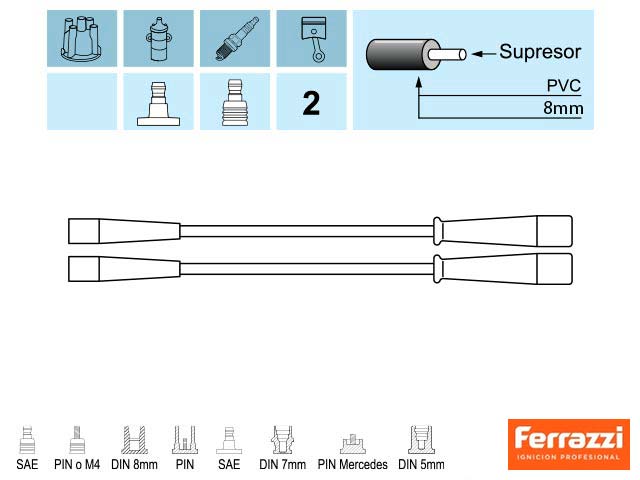 Supresor
PVC
2
8mm
SAE PIN o M4 DIN 8mm PIN SAE DIN 7mm PIN Mercedes DIN 5mm
Ferrazzi
IGNICION PROFESIONAL